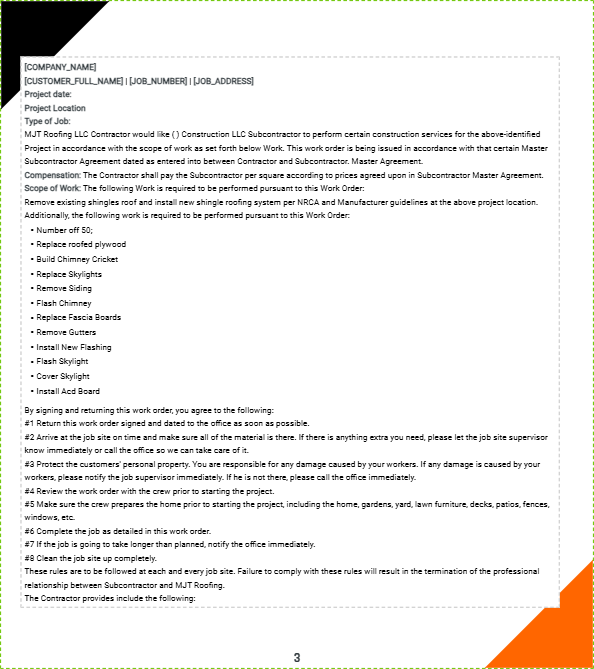 [COMPANY_NAME]
[CUSTOMER_FULL_NAME] | [JOB_NUMBER] | [JOB_ADDRESS]
Project date:
Project Location
Type of Job:
MJT Roofing LLC Contractor would like ( ) Construction LLC Subcontractor to perform certain construction services for the above-identified
Project in accordance with the scope of work as set forth below Work. This work order is being issued in accordance with that certain Master
Subcontractor Agreement dated as entered into between Contractor and Subcontractor. Master Agreement.
Compensation: The Contractor shall pay the Subcontractor per square according to prices agreed upon in Subcontractor Master Agreement.
Scope of Work: The following Work is required to be performed pursuant to this Work Order:
Remove existing shingles roof and install new shingle roofing system per NRCA and Manufacturer guidelines at the above project location.
Additionally, the following work is required to be performed pursuant to this Work Order:
• Number off 50;
• Replace roofed plywood
• Build Chimney Cricket
• Replace Skylights
• Remove Siding
• Flash Chimney
• Replace Fascia Boards
• Remove Gutters
• Install New Flashing
• Flash Skylight
• Cover Skylight
• Install Acd Board
By signing and returning this work order, you agree to the following:
#1 Return this work order signed and dated to the office as soon as possible.
#2 Arrive at the job site on time and make sure all of the material is there. If there is anything extra you need, please let the job site supervisor
know immediately or call the office so we can take care of it.
#3 Protect the customers' personal property. You are responsible for any damage caused by your workers. If any damage is caused by your
workers, please notify the job supervisor immediately. If he is not there, please call the office immediately.
#4 Review the work order with the crew prior to starting the project.
#5 Make sure the crew prepares the home prior to starting the project, including the home, gardens, yard, lawn furniture, decks, patios, fences,
windows, etc.
#6 Complete the job as detailed in this work order.
#7 If the job is going to take longer than planned, notify the office immediately.
#8 Clean the job site up completely.
These rules are to be followed at each and every job site. Failure to comply with these rules will result in the termination of the professional
relationship between Subcontractor and MJT Roofing.
The Contractor provides include the following:
3